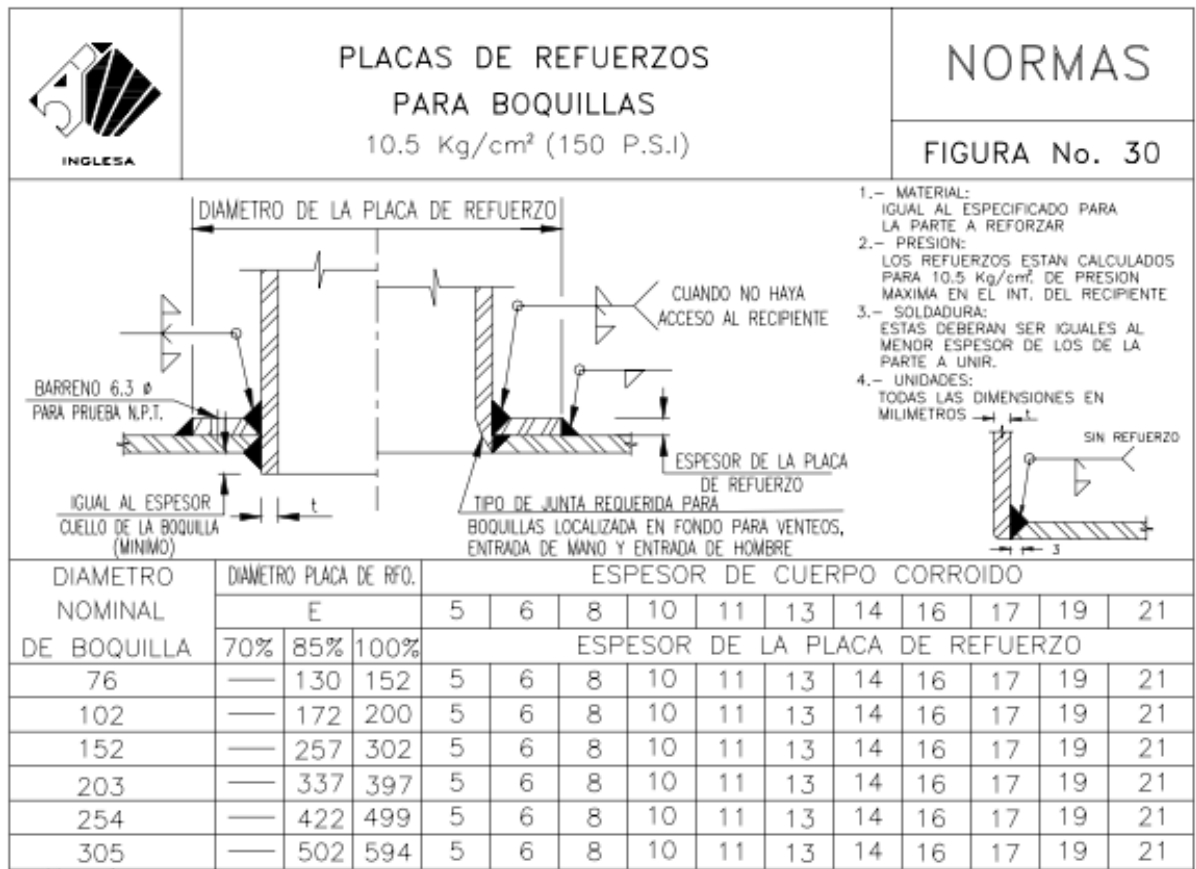 INGLESA
PLACAS DE REFUERZOS
PARA BOQUILLAS
10.5 Kg/cm² (150 P.S.I)
NORMAS
FIGURA No. 30
DIAMETRO DE LA PLACA DE REFUERZO
CUANDO NO HAYA
ACCESO AL RECIPIENTE
BARRENO 6.3 ø
PARA PRUEBA N.P.T.
IGUAL AL ESPESOR
CUELLO DE LA BOQUILLA
(MINIMO)
t
ESPESOR DE LA PLACA
DE REFUERZO
TIPO DE JUNTA REQUERIDA PARA
BOQUILLAS LOCALIZADA EN FONDO PARA VENTEOS,
ENTRADA DE MANO Y ENTRADA DE HOMBRE
1.- MATERIAL:
IGUAL AL ESPECIFICADO PARA
LA PARTE A REFORZAR
2.- PRESION:
LOS REFUERZOS ESTAN CALCULADOS
PARA 10.5 Kg/cm². DE PRESION
MAXIMA EN EL INT. DEL RECIPIENTE
3.- SOLDADURA:
ESTAS DEBERAN SER IGUALES AL
MENOR ESPESOR DE LOS DE LA
PARTE A UNIR.
4.- UNIDADES:
TODAS LAS DIMENSIONES EN
MILIMETROS
t
SIN REFUERZO
3
DIAMETRO DIAMETRO PLACA DE RFO. ESPESOR DE CUERPO CORROIDO
NOMINAL E 5 6 8 10 11 13 14 16 17 19 21
DE BOQUILLA 70% 85% 100% ESPESOR DE LA PLACA DE REFUERZO
76 — 130 152 5 6 8 10 11 13 14 16 17 19 21
102 — 172 200 5 6 8 10 11 13 14 16 17 19 21
152 — 257 302 5 6 8 10 11 13 14 16 17 19 21
203 — 337 397 5 6 8 10 11 13 14 16 17 19 21
254 — 422 499 5 6 8 10 11 13 14 16 17 19 21
305 — 502 594 5 6 8 10 11 13 14 16 17 19 21